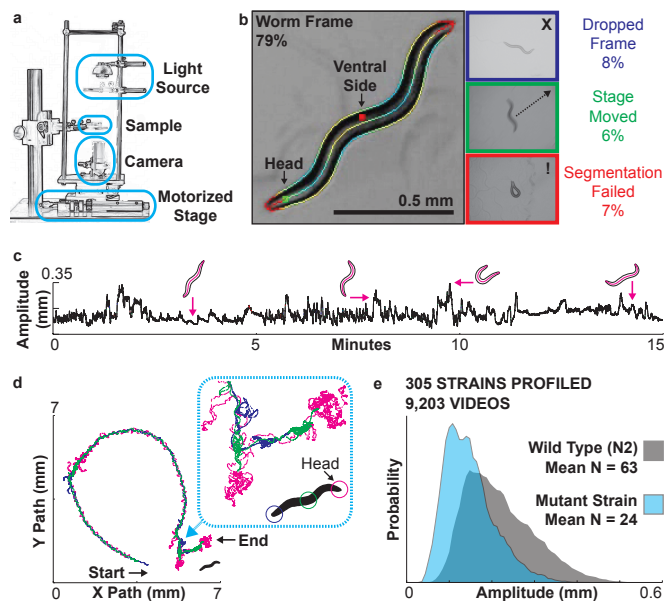 a
Light
Source
Sample
Camera
Motorized
Stage
b
Worm Frame
79%
Ventral
Side
Head
0.5 mm
X
Dropped
Frame
8%
Stage
Moved
6%
!
Segmentation
Failed
7%
c
Amplitude
(mm)
0.35
0
5
Minutes
10
15
d
7
Y Path (mm)
Head
End
Start
0
X Path (mm)
7
e
305 STRAINS PROFILED
9,203 VIDEOS
Wild Type (N2)
Mean N = 63
Mutant Strain
Mean N = 24
Probability
0
Amplitude (mm)
0.6